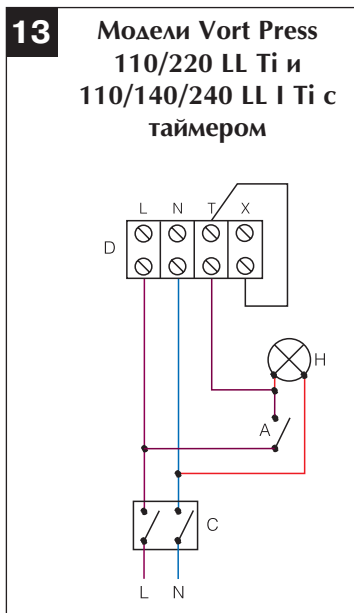 13
Модели Vort Press
110/220 LL Ti и
110/140/240 LL I Ti с
таймером
L N T X
D
H
A
C
L N